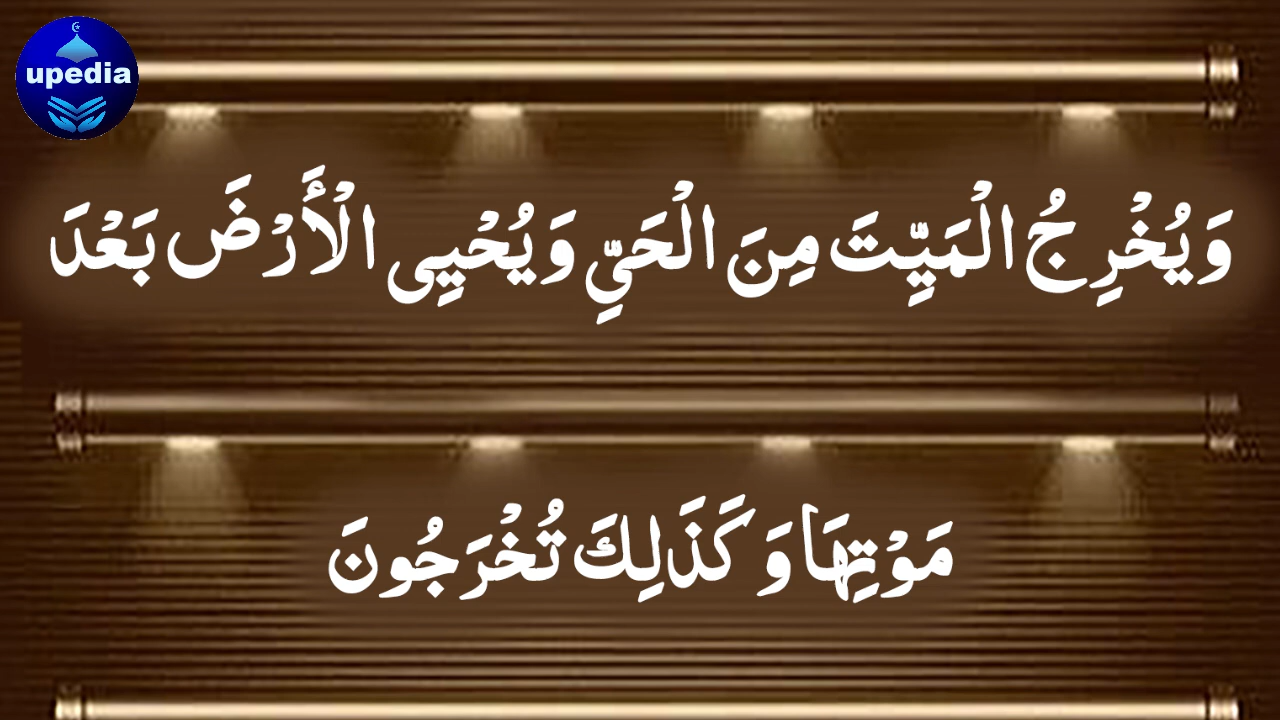 upedia
وَيُخْرِجُ الْمَيِّتَ مِنَ الْحَيِّ وَيُحْيِي الْأَرْضَ بَعْدَ
مَوْتِهَا وَكَذَلِكَ تُخْرَجُونَ